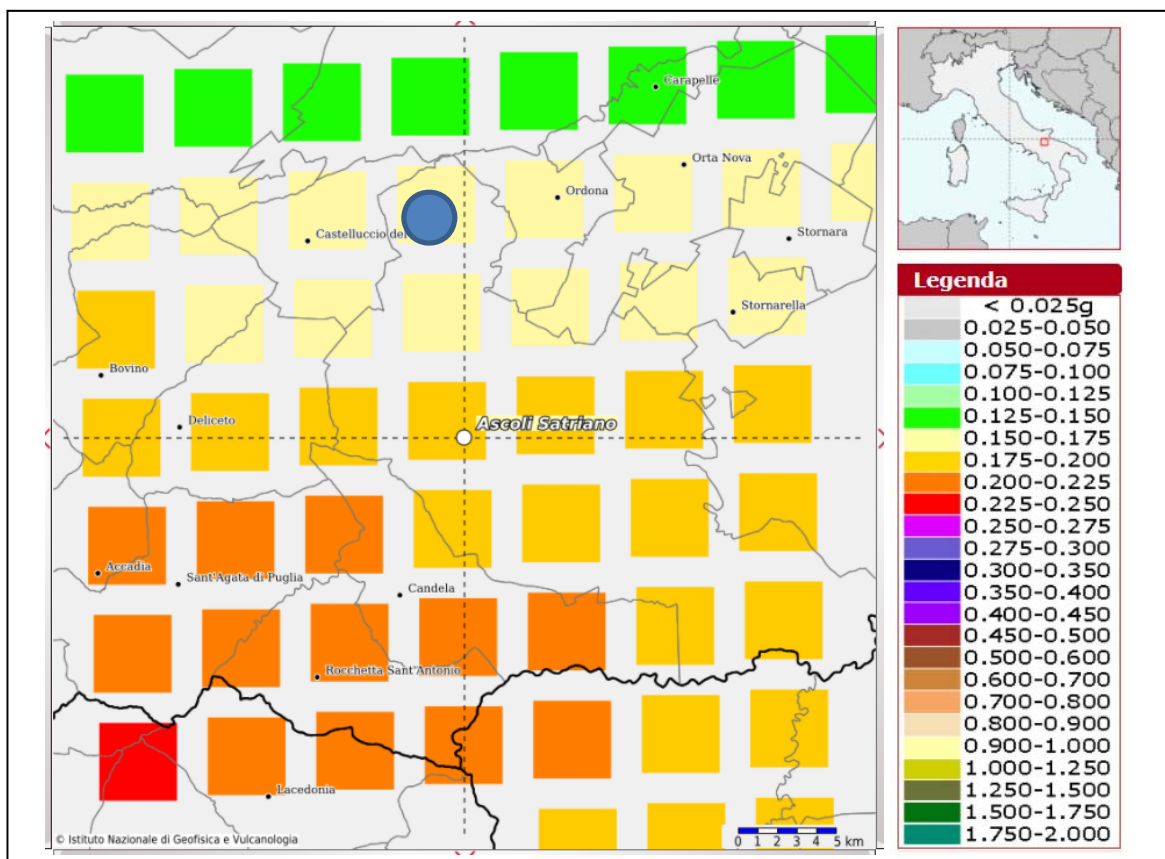 Carapelle
Orta Nova
Ordona
Castelluccio dei
Stornara
Stornarella
Bovino
Deliceto
Ascoli Satriano
Accadia
Sant'Agata di Puglia
Candela
Rocchetta Sant'Antonio
Lacedonia
© Istituto Nazionale di Geofisica e Vulcanologia
0 1 2 3 4 5 km
Legenda
< 0.025g
0.025-0.050
0.050-0.075
0.075-0.100
0.100-0.125
0.125-0.150
0.150-0.175
0.175-0.200
0.200-0.225
0.225-0.250
0.250-0.275
0.275-0.300
0.300-0.350
0.350-0.400
0.400-0.450
0.450-0.500
0.500-0.600
0.600-0.700
0.700-0.800
0.800-0.900
0.900-1.000
1.000-1.250
1.250-1.500
1.500-1.750
1.750-2.000